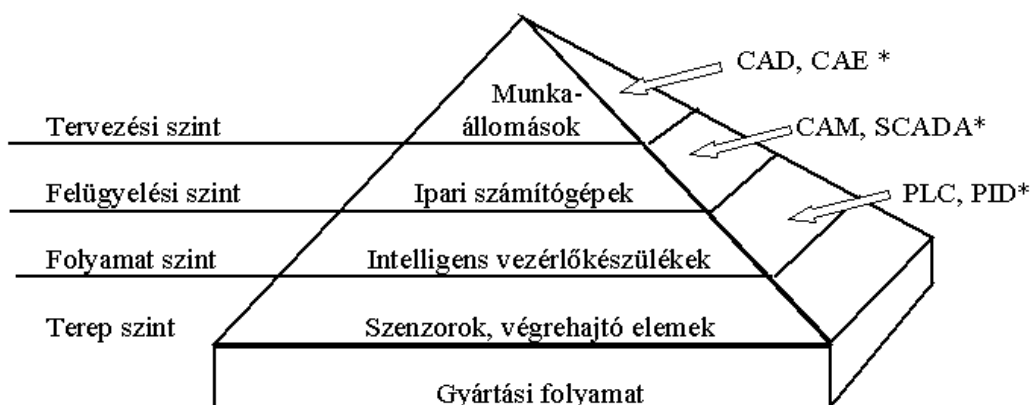 CAD, CAE *
Munka-
állomások
Tervezési szint
CAM, SCADA*
Felügyelési szint
Ipari számítógépek
PLC, PID*
Folyamat szint
Intelligens vezérlőkészülékek
Terep szint
Szenzorok, végrehajtó elemek
Gyártási folyamat